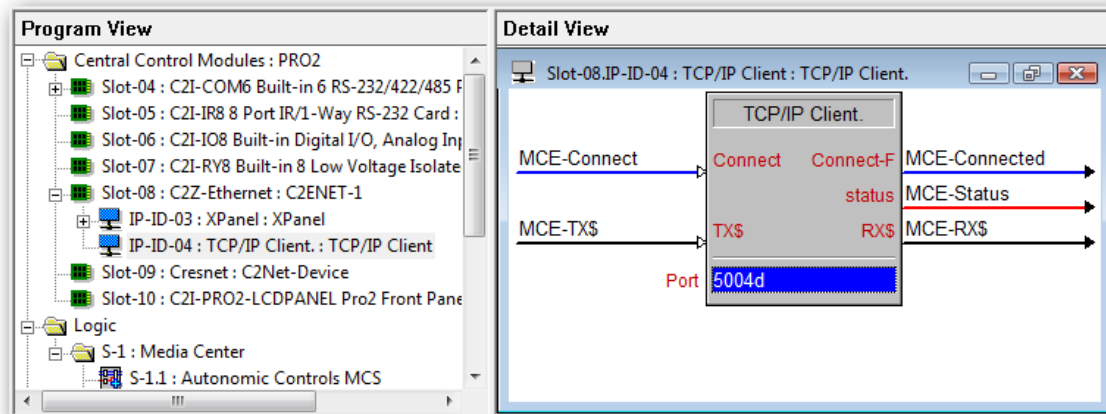 Program View
Central Control Modules : PRO2
Slot-04 : C2I-COM6 Built-in 6 RS-232/422/485
Slot-05 : C2I-IR8 8 Port IR/1-Way RS-232 Card :
Slot-06 : C2I-IO8 Built-in Digital I/O, Analog
Slot-07 : C2I-RY8 Built-in 8 Low Voltage Isolate
Slot-08 : C2Z-Ethernet : C2ENET-1
IP-ID-03 : XPanel : XPanel
IP-ID-04 : TCP/IP Client. : TCP/IP Client
Slot-09 : Cresnet : C2Net-Device
Slot-10 : C2I-PRO2-LCDPANEL Pro2 Front Pane
Logic
S-1 : Media Center
S-1.1 : Autonomic Controls MCS
Detail View
Slot-08.IP-ID-04 : TCP/IP Client : TCP/IP Client.
TCP/IP Client.
MCE-Connect Connect Connect-F MCE-Connected
status MCE-Status
MCE-TX$ TX$ RX$ MCE-RX$
Port 5004d